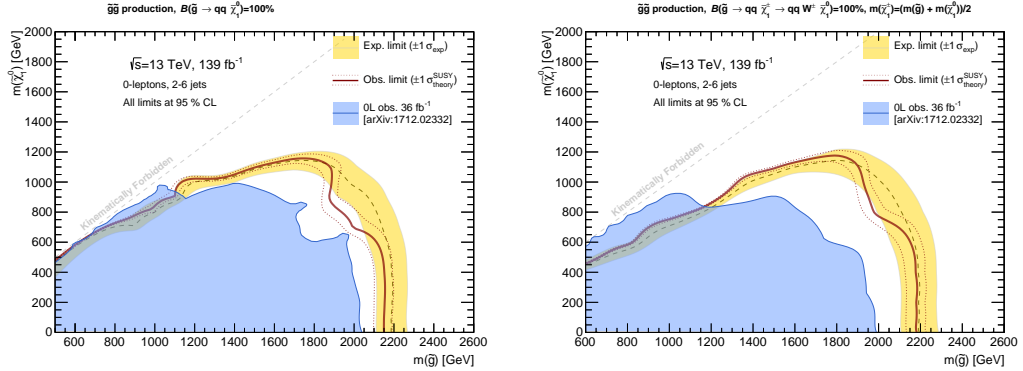 g̃g̃ production, B(g̃ → qq χ̃₁⁰)=100%
m(χ̃₁⁰) [GeV]
2000
1800
1600
1400
1200
1000
800
600
400
200
0
√s=13 TeV, 139 fb⁻¹
0-leptons, 2-6 jets
All limits at 95 % CL
Exp. limit (±1 σ_exp)
Obs. limit (±1 σ_theory^SUSY)
0L obs. 36 fb⁻¹
[arXiv:1712.02332]
Kinematically Forbidden
600 800 1000 1200 1400 1600 1800 2000 2200 2400 2600
m(g̃) [GeV]
g̃g̃ production, B(g̃ → qq χ̃₁± → qq W± χ̃₁⁰)=100%, m(χ̃₁±)=(m(g̃) + m(χ̃₁⁰))/2
m(χ̃₁⁰) [GeV]
2000
1800
1600
1400
1200
1000
800
600
400
200
0
√s=13 TeV, 139 fb⁻¹
0-leptons, 2-6 jets
All limits at 95 % CL
Exp. limit (±1 σ_exp)
Obs. limit (±1 σ_theory^SUSY)
0L obs. 36 fb⁻¹
[arXiv:1712.02332]
Kinematically Forbidden
600 800 1000 1200 1400 1600 1800 2000 2200 2400 2600
m(g̃) [GeV]